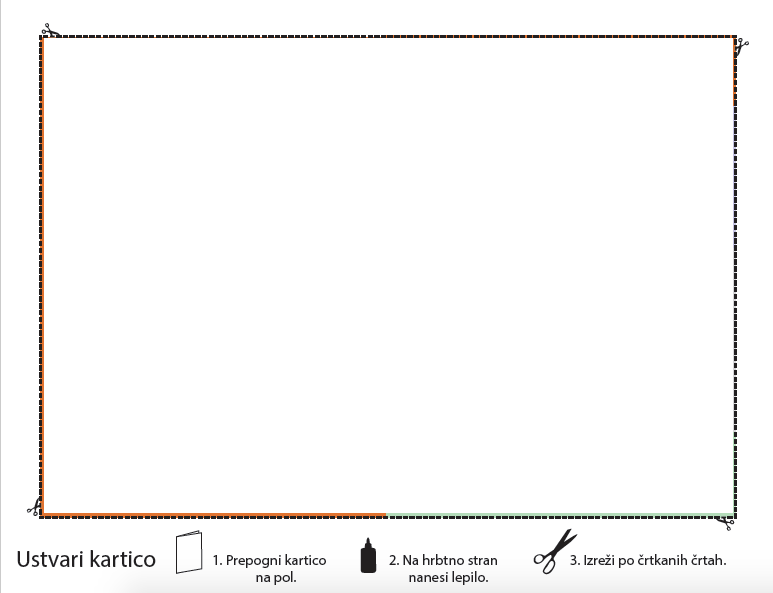 Ustvari kartico
1. Prepogni kartico
na pol.
2. Na hrbtno stran
nanesi lepilo.
3. Izreži po črtkanih črtah.